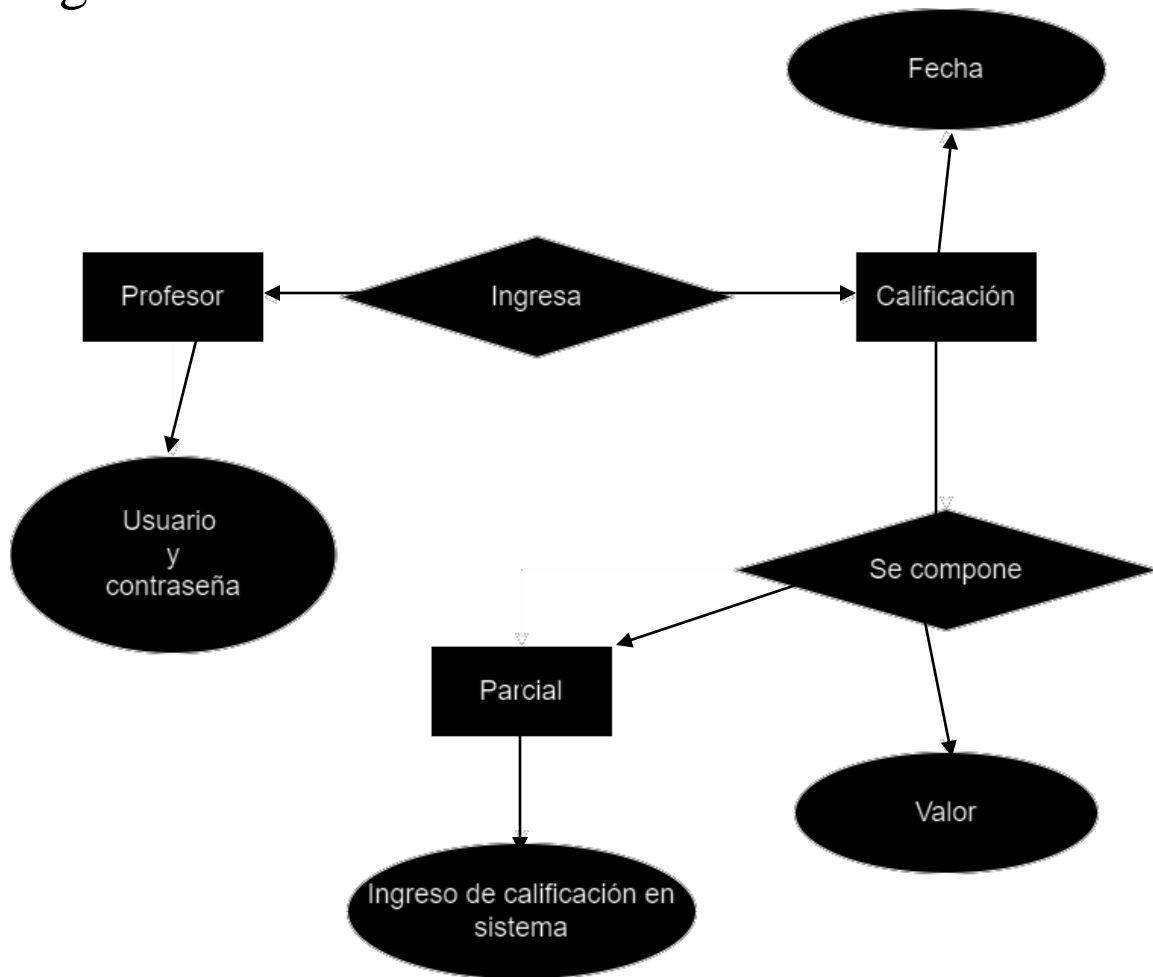 Fecha
Profesor
Ingresa
Calificación
Usuario
y
contraseña
Se compone
Parcial
Valor
Ingreso de calificación en
sistema